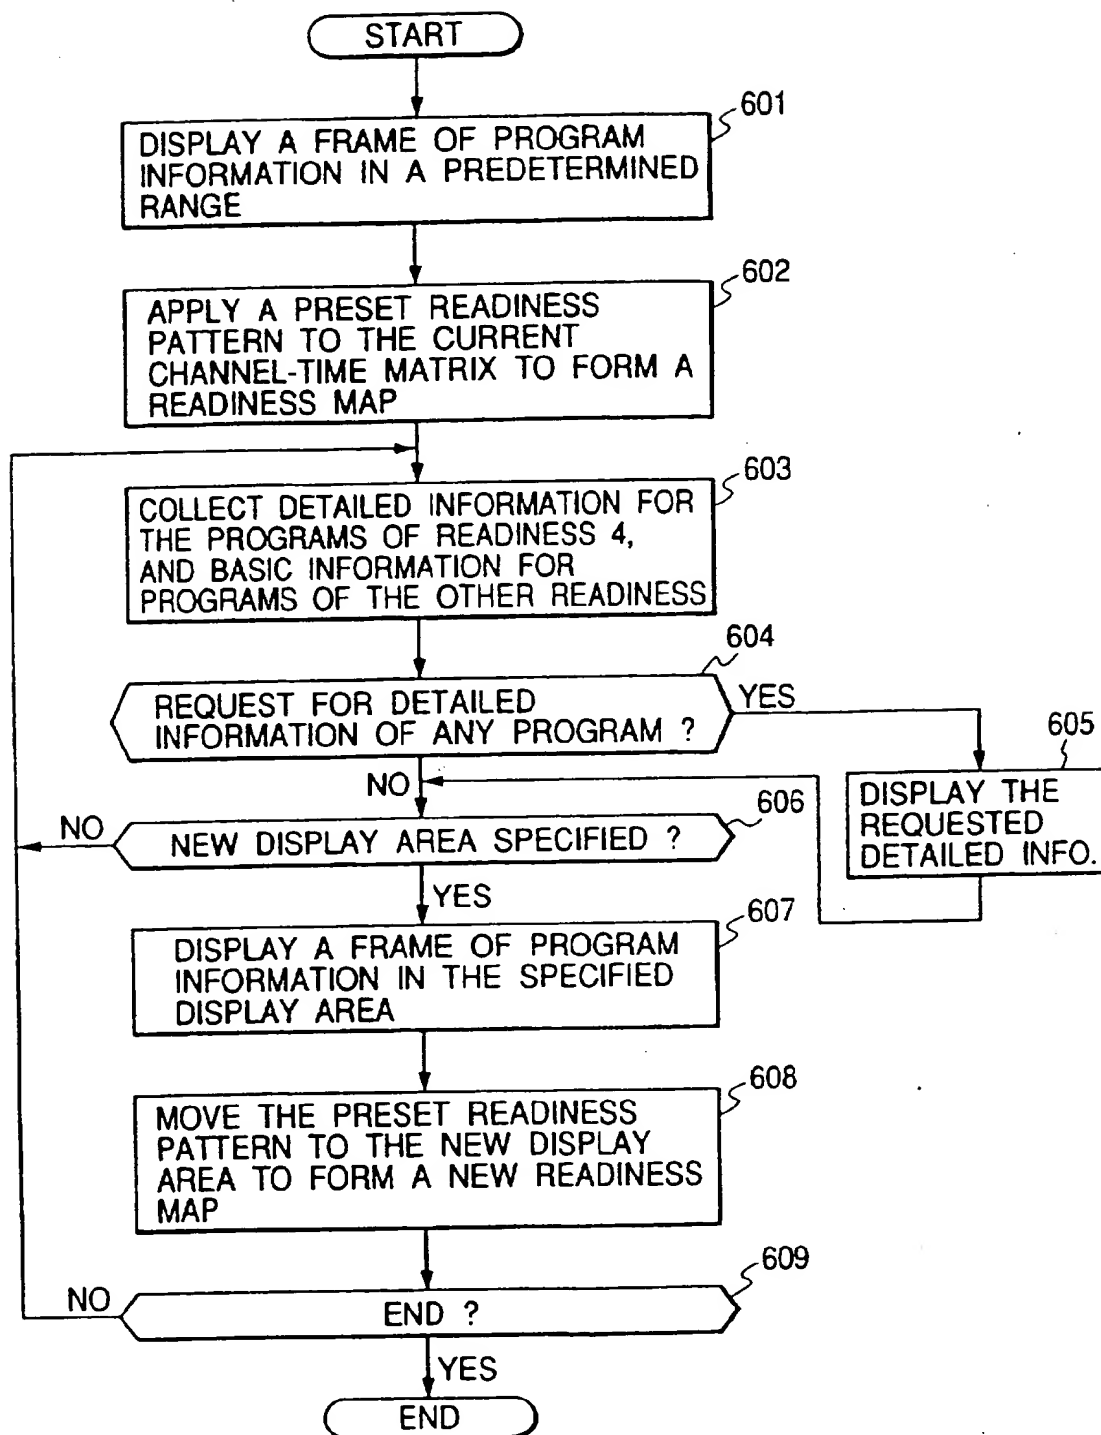 START
601
DISPLAY A FRAME OF PROGRAM
INFORMATION IN A PREDETERMINED
RANGE
602
APPLY A PRESET READINESS
PATTERN TO THE CURRENT
CHANNEL-TIME MATRIX TO FORM A
READINESS MAP
603
COLLECT DETAILED INFORMATION FOR
THE PROGRAMS OF READINESS 4,
AND BASIC INFORMATION FOR
PROGRAMS OF THE OTHER READINESS
604
REQUEST FOR DETAILED
INFORMATION OF ANY PROGRAM ?
YES
605
DISPLAY THE
REQUESTED
DETAILED INFO.
NO
606
NEW DISPLAY AREA SPECIFIED ?
NO
YES
607
DISPLAY A FRAME OF PROGRAM
INFORMATION IN THE SPECIFIED
DISPLAY AREA
608
MOVE THE PRESET READINESS
PATTERN TO THE NEW DISPLAY
AREA TO FORM A NEW READINESS
MAP
609
END ?
NO
YES
END